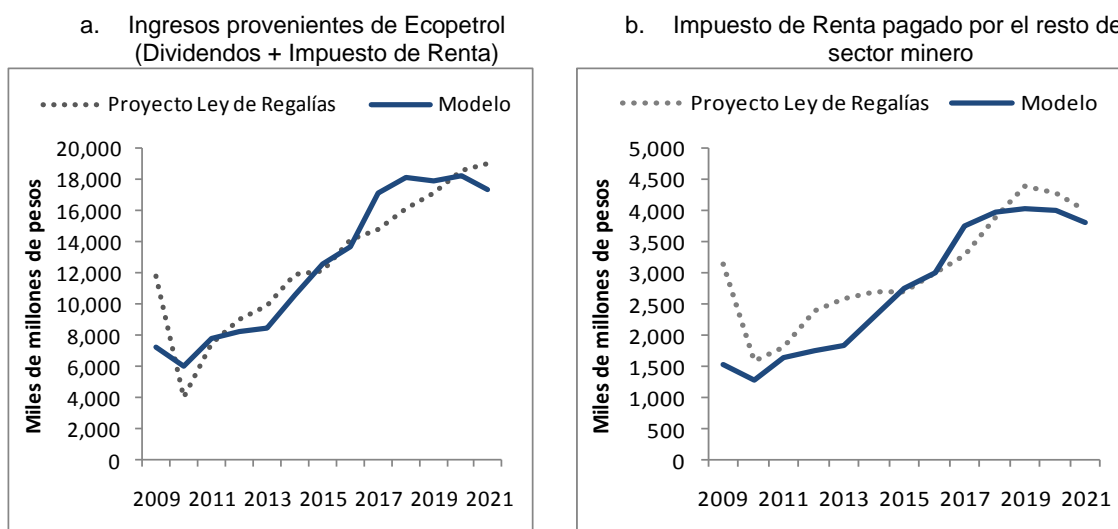 a. Ingresos provenientes de Ecopetrol
(Dividendos + Impuesto de Renta)
Proyecto Ley de Regalías Modelo
Miles de millones de pesos
20,000
18,000
16,000
14,000
12,000
10,000
8,000
6,000
4,000
2,000
0
2009 2011 2013 2015 2017 2019 2021
b. Impuesto de Renta pagado por el resto de
sector minero
Proyecto Ley de Regalías Modelo
Miles de millones de pesos
5,000
4,500
4,000
3,500
3,000
2,500
2,000
1,500
1,000
500
0
2009 2011 2013 2015 2017 2019 2021